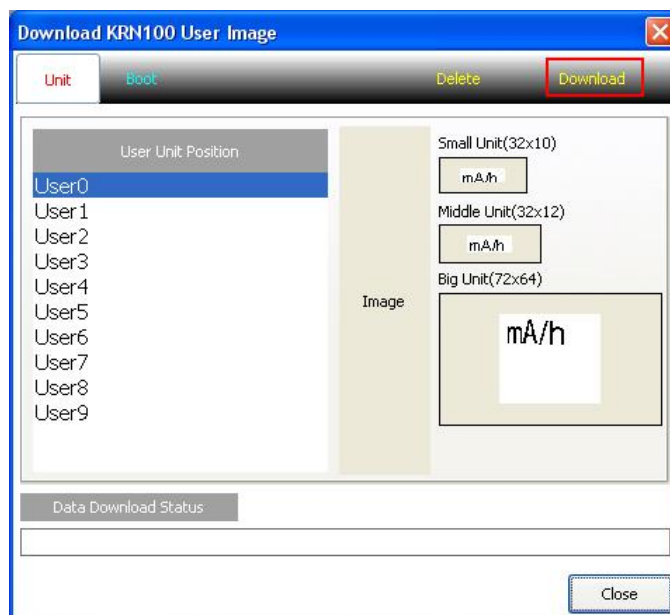 Download KRN100 User Image
Unit Boot Delete Download
User Unit Position
User0
User1
User2
User3
User4
User5
User6
User7
User8
User9
Image
Small Unit(32x10)
mA/h
Middle Unit(32x12)
mA/h
Big Unit(72x64)
mA/h
Data Download Status
Close